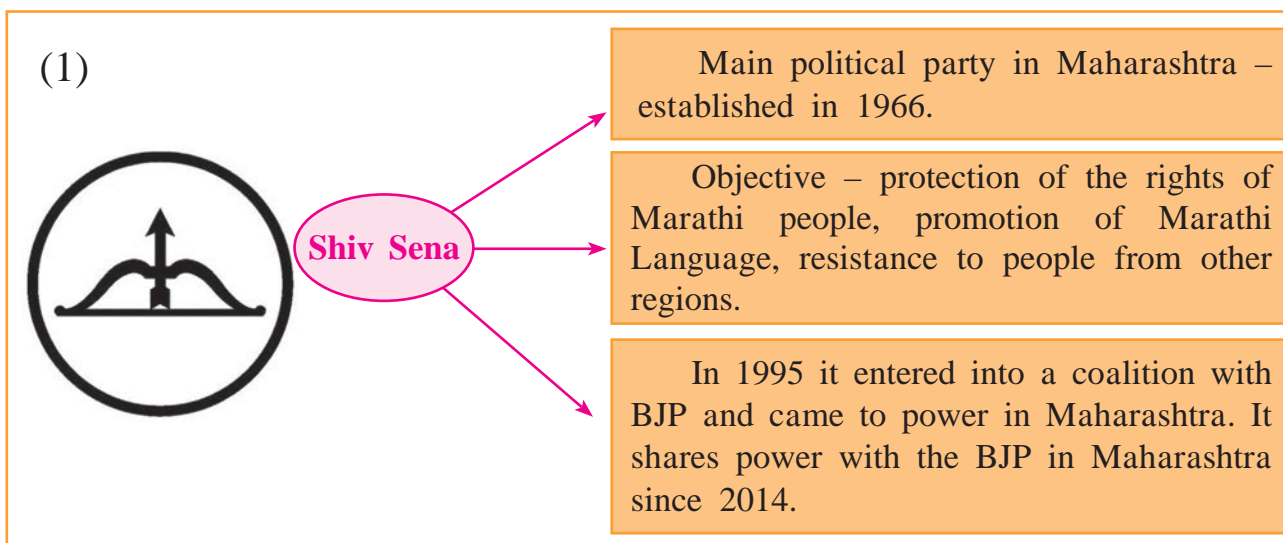 (1)
Shiv Sena
Main political party in Maharashtra –
established in 1966.
Objective – protection of the rights of
Marathi people, promotion of Marathi
Language, resistance to people from other
regions.
In 1995 it entered into a coalition with
BJP and came to power in Maharashtra. It
shares power with the BJP in Maharashtra
since 2014.